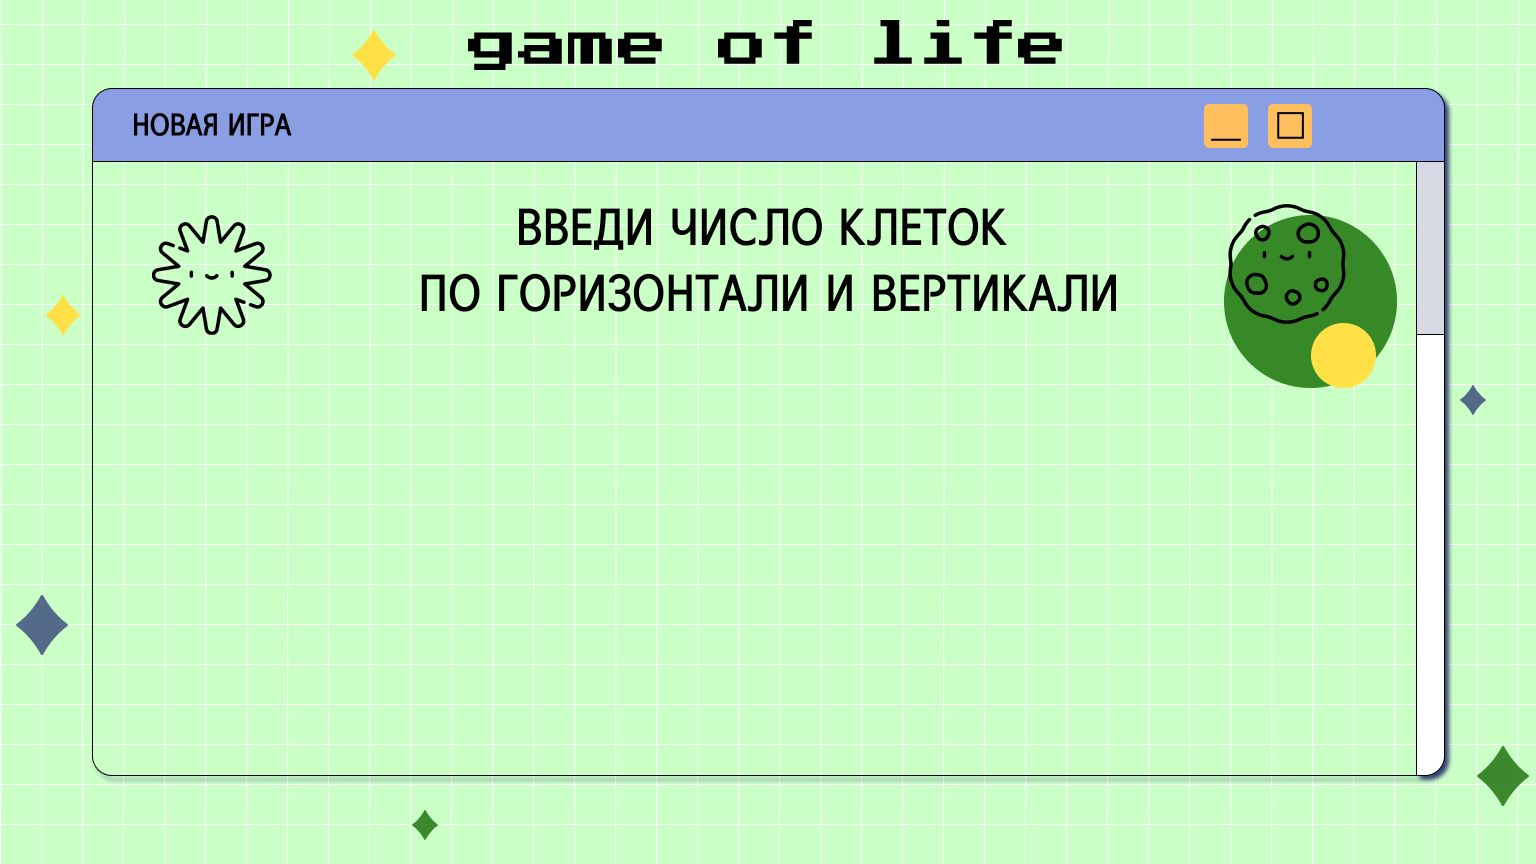 game of life
НОВАЯ ИГРА
ВВЕДИ ЧИСЛО КЛЕТОК
ПО ГОРИЗОНТАЛИ И ВЕРТИКАЛИ